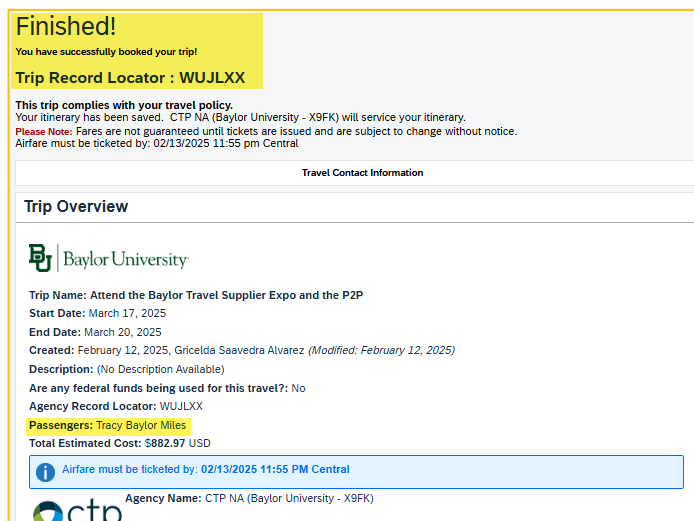 Finished!
You have successfully booked your trip!
Trip Record Locator : WUJLXX
This trip complies with your travel policy.
Your itinerary has been saved. CTP NA (Baylor University - X9FK) will service your itinerary.
Please Note: Fares are not guaranteed until tickets are issued and are subject to change without notice.
Airfare must be ticketed by: 02/13/2025 11:55 pm Central
Travel Contact Information
Trip Overview
BU Baylor University
Trip Name: Attend the Baylor Travel Supplier Expo and the P2P
Start Date: March 17, 2025
End Date: March 20, 2025
Created: February 12, 2025, Gricelda Saavedra Alvarez (Modified: February 12, 2025)
Description: (No Description Available)
Are any federal funds being used for this travel?: No
Agency Record Locator: WUJLXX
Passengers: Tracy Baylor Miles
Total Estimated Cost: $882.97 USD
Airfare must be ticketed by: 02/13/2025 11:55 PM Central
Agency Name: CTP NA (Baylor University - X9FK)
ctp